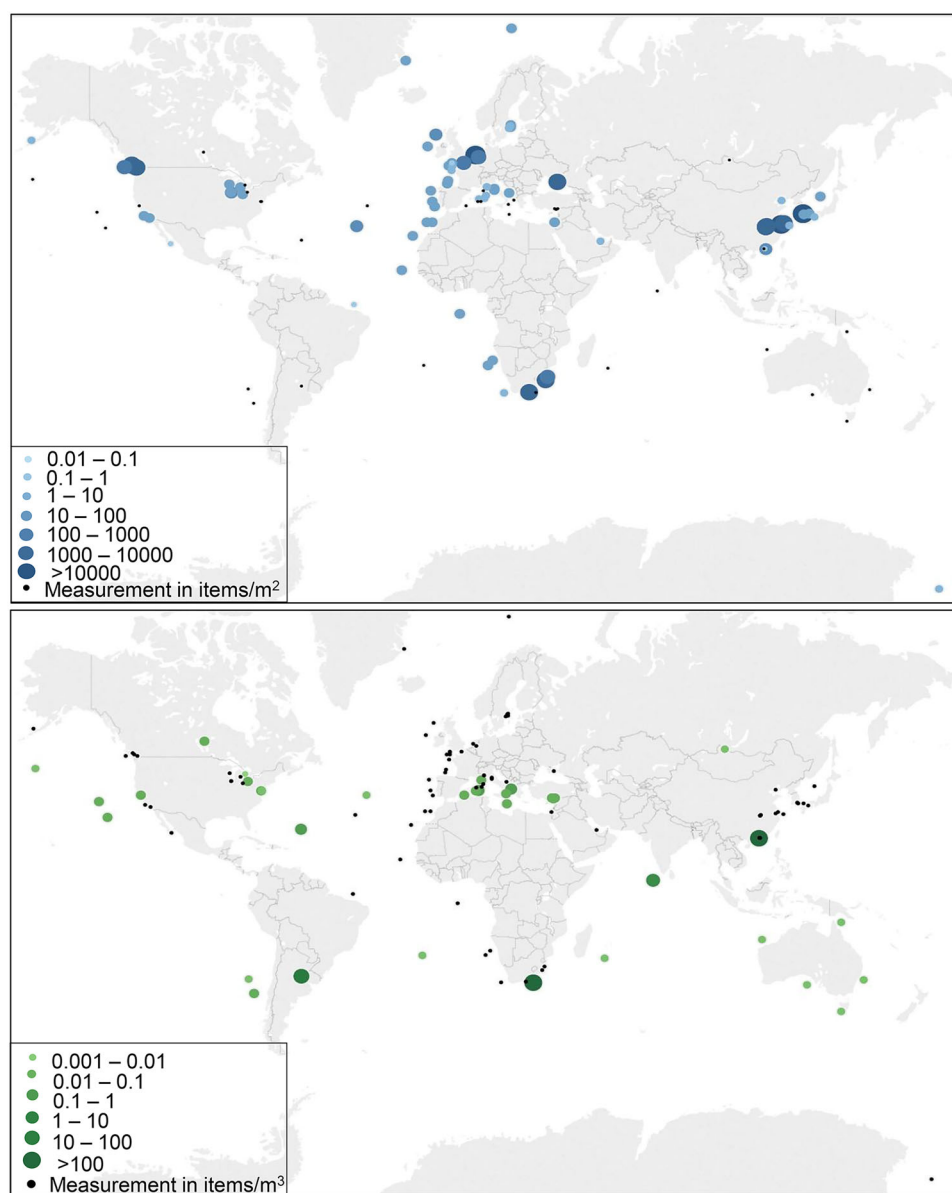 0.01 – 0.1
0.1 – 1
1 – 10
10 – 100
100 – 1000
1000 – 10000
>10000
Measurement in items/m²
0.001 – 0.01
0.01 – 0.1
0.1 – 1
1 – 10
10 – 100
>100
Measurement in items/m³